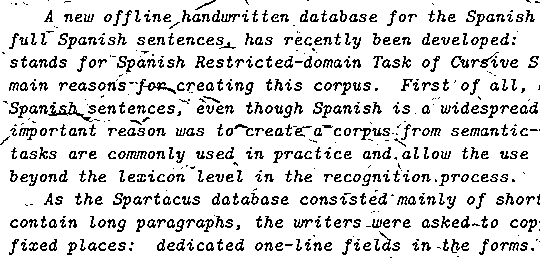 A new offline handwritten database for the Spanish
full Spanish sentences, has recently been developed:
stands for Spanish Restricted-domain Task of Cursive S
main reasons for creating this corpus. First of all,
Spanish sentences, even though Spanish is a widespread
important reason was to create a corpus from semantic-
tasks are commonly used in practice and allow the use
beyond the lexicon level in the recognition process.
As the Spartacus database consisted mainly of short
contain long paragraphs, the writers were asked to cop
fixed places: dedicated one-line fields in the forms.